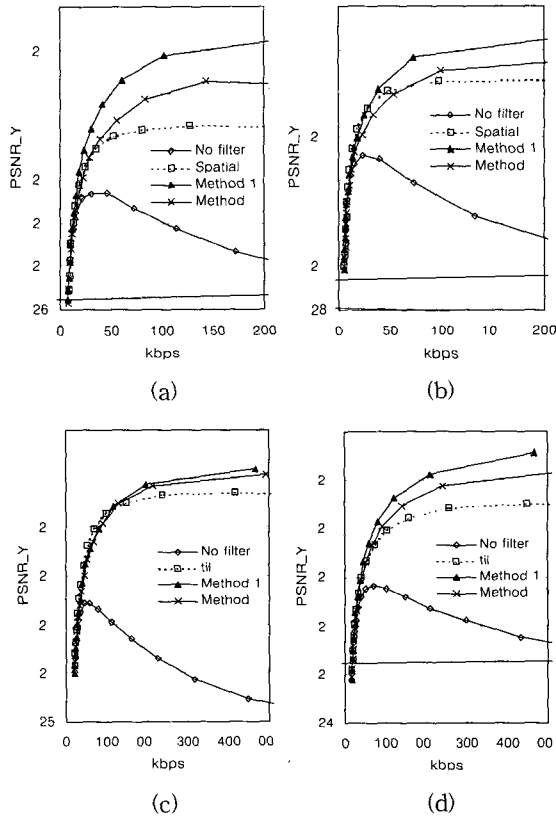 2
2
2
2
26
PSNR_Y
No filter
Spatial
Method 1
Method
0 50 100 150 200
kbps
(a)
2
2
28
PSNR_Y
No filter
Spatial
Method 1
Method
0 50 10 200
kbps
(b)
2
2
2
2
25
PSNR_Y
No filter
til
Method 1
Method
0 00 00 300 400 00
kbps
(c)
2
2
2
2
2
24
PSNR_Y
No filter
til
Method 1
Method
0 100 00 300 400 00
kbps
(d)